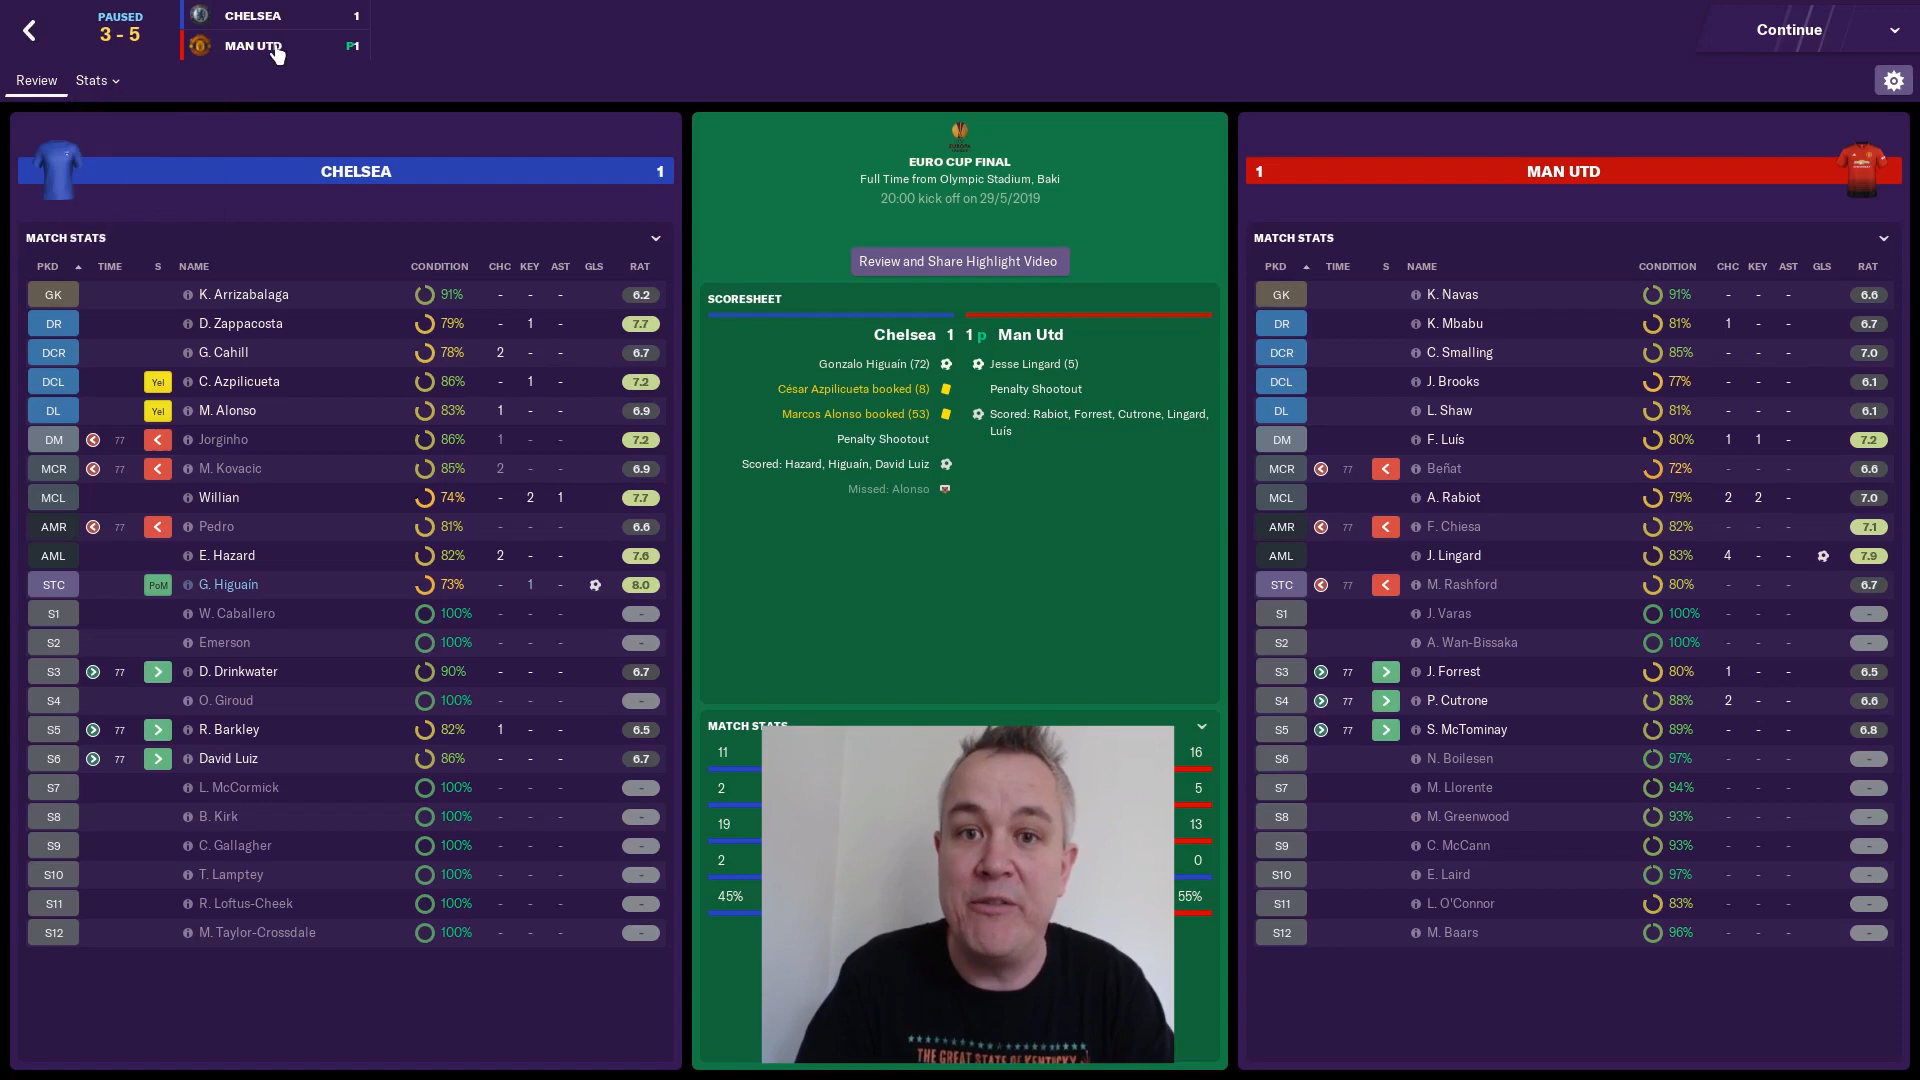 PAUSED
3 - 5
CHELSEA 1
MAN UTD P1
Continue
Review Stats
CHELSEA 1
EUROPA LEAGUE
EURO CUP FINAL
Full Time from Olympic Stadium, Baki
20:00 kick off on 29/5/2019
1 MAN UTD
Review and Share Highlight Video
MATCH STATS
PKD TIME S NAME CONDITION CHC KEY AST GLS RAT
GK K. Arrizabalaga 91% - - - 6.2
DR D. Zappacosta 79% - 1 - 7.7
DCR G. Cahill 78% 2 - - 6.7
DCL Yel C. Azpilicueta 86% - 1 - 7.2
DL Yel M. Alonso 83% 1 - - 6.9
DM 77 Jorginho 86% 1 - - 7.2
MCR 77 M. Kovacic 85% 2 - - 6.9
MCL Willian 74% - 2 1 7.7
AMR 77 Pedro 81% - - - 6.6
AML E. Hazard 82% 2 - - 7.6
STC PoM G. Higuaín 73% - 1 - 8.0
S1 W. Caballero 100% - - - -
S2 Emerson 100% - - - -
S3 77 D. Drinkwater 90% - - - 6.7
S4 O. Giroud 100% - - - -
S5 77 R. Barkley 82% 1 - - 6.5
S6 77 David Luiz 86% - - - 6.7
S7 L. McCormick 100% - - - -
S8 B. Kirk 100% - - - -
S9 C. Gallagher 100% - - - -
S10 T. Lamptey 100% - - - -
S11 R. Loftus-Cheek 100% - - - -
S12 M. Taylor-Crossdale 100% - - - -
SCORESHEET
Chelsea 1 1 p Man Utd
Gonzalo Higuaín (72) Jesse Lingard (5)
César Azpilicueta booked (8) Penalty Shootout
Marcos Alonso booked (53) Scored: Rabiot, Forrest, Cutrone, Lingard,
Luís
Penalty Shootout
Scored: Hazard, Higuaín, David Luiz
Missed: Alonso
MATCH STATS
11 16
2 5
19 13
2 0
45% 55%
THE GREAT STATE OF KENTUCKY
MATCH STATS
PKD TIME S NAME CONDITION CHC KEY AST GLS RAT
GK K. Navas 91% - - - 6.6
DR K. Mbabu 81% 1 - - 6.7
DCR C. Smalling 85% - - - 7.0
DCL J. Brooks 77% - - - 6.1
DL L. Shaw 81% - - - 6.1
DM F. Luís 80% 1 1 - 7.2
MCR 77 Beñat 72% - - - 6.6
MCL A. Rabiot 79% 2 2 - 7.0
AMR 77 F. Chiesa 82% - - - 7.1
AML J. Lingard 83% 4 - - 7.9
STC 77 M. Rashford 80% - - - 6.7
S1 J. Varas 100% - - - -
S2 A. Wan-Bissaka 100% - - - -
S3 77 J. Forrest 80% 1 - - 6.5
S4 77 P. Cutrone 88% 2 - - 6.6
S5 77 S. McTominay 89% - - - 6.8
S6 N. Boilesen 97% - - - -
S7 M. Llorente 94% - - - -
S8 M. Greenwood 93% - - - -
S9 C. McCann 93% - - - -
S10 E. Laird 97% - - - -
S11 L. O'Connor 83% - - - -
S12 M. Baars 96% - - - -